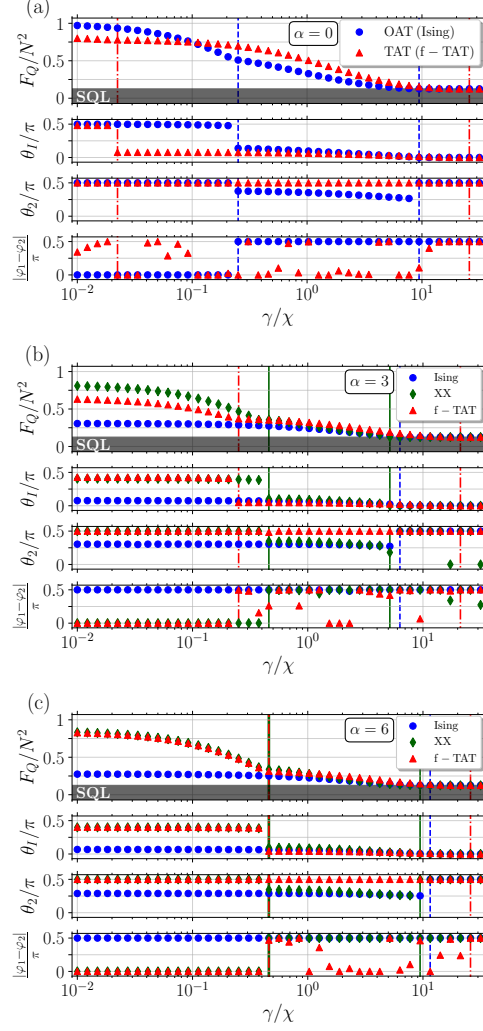 (a)
1
0.5
0
F_Q/N^2
SQL
α = 0
OAT (Ising)
TAT (f − TAT)
0.5
0
θ_I/π
0.5
0
θ_2/π
0.5
0
|φ_1−φ_2|/π
10^−2 10^−1 10^0 10^1
γ/χ
(b)
1
0.5
0
F_Q/N^2
SQL
α = 3
Ising
XX
f − TAT
0.5
0
θ_I/π
0.5
0
θ_2/π
0.5
0
|φ_1−φ_2|/π
10^−2 10^−1 10^0 10^1
γ/χ
(c)
1
0.5
0
F_Q/N^2
SQL
α = 6
Ising
XX
f − TAT
0.5
0
θ_I/π
0.5
0
θ_2/π
0.5
0
|φ_1−φ_2|/π
10^−2 10^−1 10^0 10^1
γ/χ